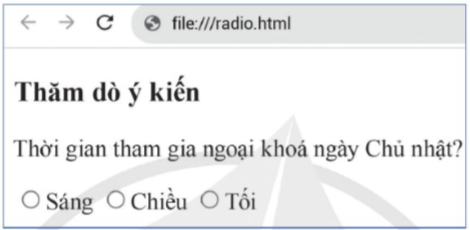 file:///radio.html
Thăm dò ý kiến
Thời gian tham gia ngoại khoá ngày Chủ nhật?
Sáng Chiều Tối